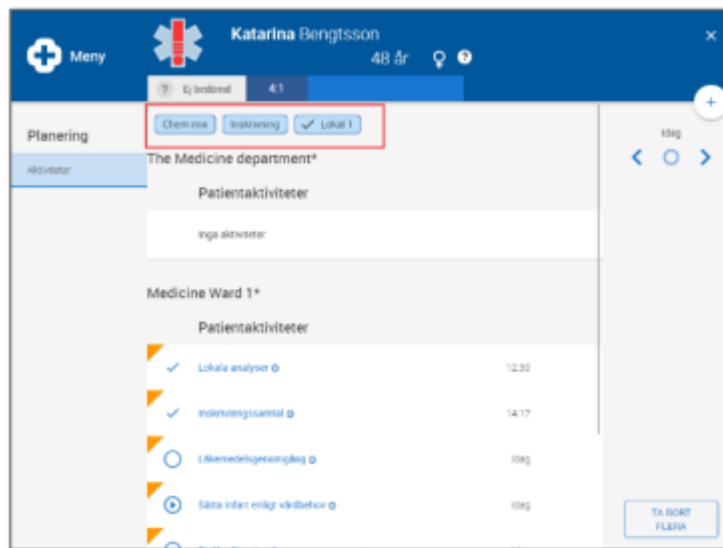 Katarina Bengtsson
Meny
48 år
?
? Ej bedömd
4:1
Planering
Aktiviteter
Chem mix
Inskrivning
Lokal 1
Idag
The Medicine department*
Patientaktiviteter
Inga aktiviteter
Medicine Ward 1*
Patientaktiviteter
Lokala analyser
12:30
Inskrivningssamtal
14:17
Läkemedelsgenomgång
Idag
Sätta infart enligt vårdbehov
Idag
TA BORT
FLERA